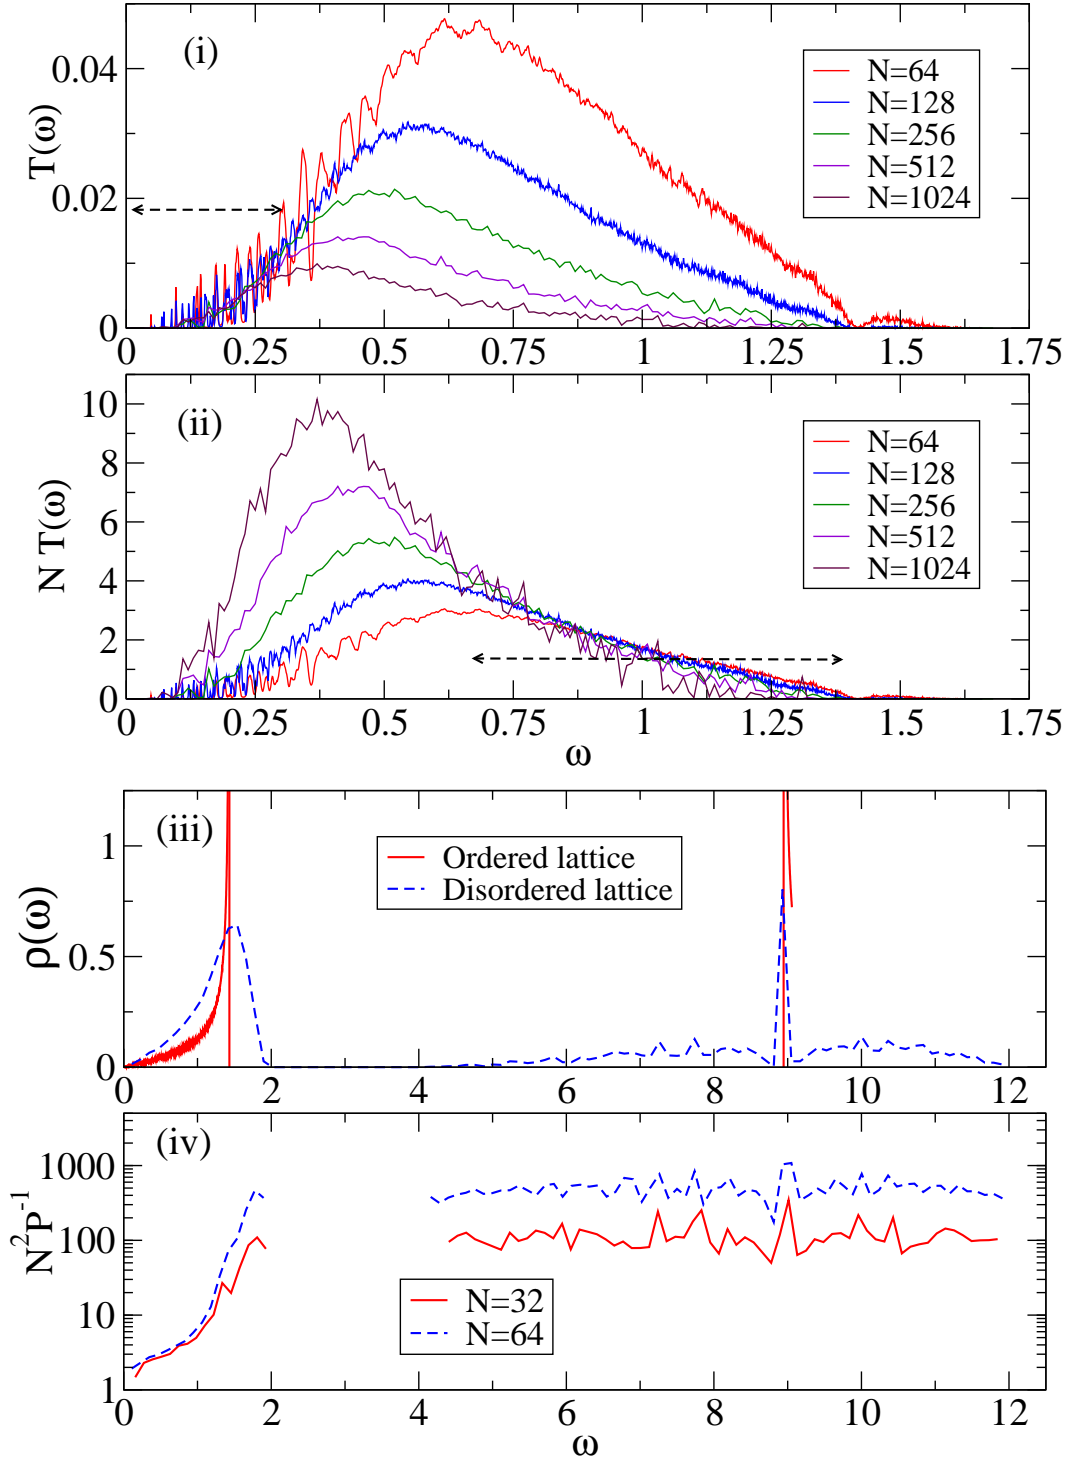 (i)
T(ω)
0.04
0.02
0
N=64
N=128
N=256
N=512
N=1024
0 0.25 0.5 0.75 1 1.25 1.5 1.75
(ii)
N T(ω)
10
8
6
4
2
0
N=64
N=128
N=256
N=512
N=1024
0 0.25 0.5 0.75 1 1.25 1.5 1.75
ω
(iii)
ρ(ω)
1
0.5
0
Ordered lattice
Disordered lattice
0 2 4 6 8 10 12
(iv)
N²P⁻¹
1000
100
10
1
N=32
N=64
0 2 4 6 8 10 12
ω